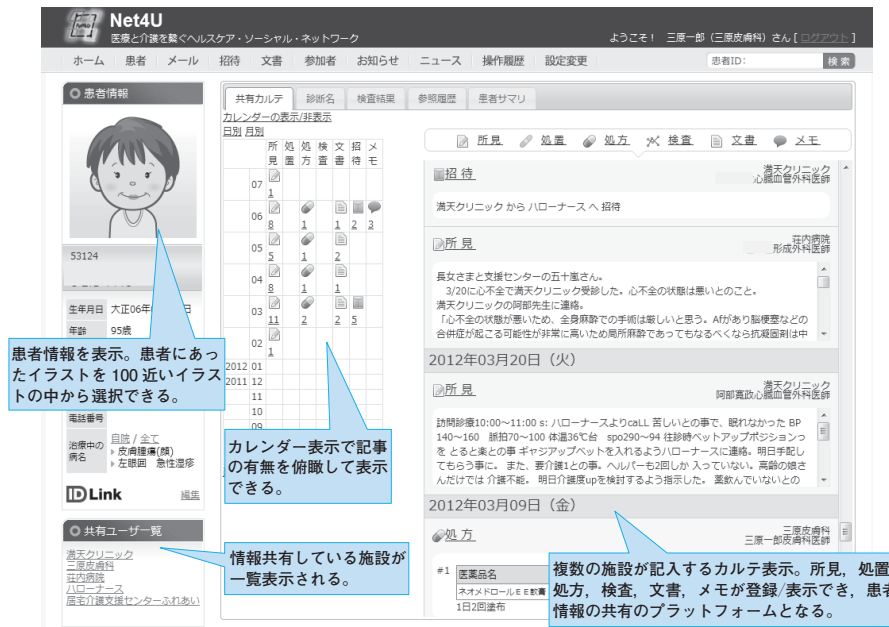 Net4U
医療と介護を繋ぐヘルスケア・ソーシャル・ネットワーク
ようこそ！ 三原一郎（三原皮膚科）さん [ ログアウト ]
ホーム 患者 メール 招待 文書 参加者 お知らせ ニュース 操作履歴 設定変更
患者ID: 検 索
患者情報
53124
生年月日 大正06年 日
年齢 95歳
患者情報を表示。患者にあっ
たイラストを 100 近いイラス
トの中から選択できる。
電話番号
治療中の病名 自院 / 全て
皮膚腫瘍(顔)
左眼囲 急性湿疹
IDLink 編集
共有ユーザ一覧
満天クリニック
三原皮膚科
荘内病院
ハローナース
居宅介護支援センターふれあい
共有カルテ 診断名 検査結果 参照履歴 患者サマリ
カレンダーの表示/非表示
日別 月別
所見 処置 処方 検査 文書 招待 メモ
07 1
06 8 1 1 2 3
05 5 1 2
04 8 1 1
03 11 2 2 5
02 1
2012 01
2011 12
11
10
09
カレンダー表示で記事
の有無を俯瞰して表示
できる。
情報共有している施設が
一覧表示される。
所見 処置 処方 検査 文書 メモ
招待
満天クリニック
心臓血管外科医師
満天クリニック から ハローナース へ 招待
所見
荘内病院
形成外科医師
長女さまと支援センターの五十嵐さん。
3/20に心不全で満天クリニック受診した。心不全の状態は悪いとのこと。
満天クリニックの阿部先生に連絡。
「心不全の状態が悪いため、全身麻酔での手術は厳しいと思う。Afがあり脳梗塞などの
合併症が起こる可能性が非常に高いため局所麻酔であってもなるべくなら抗凝固剤は中
2012年03月20日（火）
所見
満天クリニック
阿部寛政心臓血管外科医師
訪問診療10:00～11:00 s: ハローナースよりcaLL 苦しいとの事で、眠れなかった BP
140～160 脈拍70～100 体温36℃台 spo290～94 往診時ベットアップポジションつ
を とると楽との事 ギャジアップベットを入れるようハローナースに連絡。明日手配し
てもらう事に。 また、要介護1との事。ヘルパーも2回しか 入っていない。高齢の娘さ
んだけでは 介護不能。 明日介護度upを検討するよう指示した。 薬飲んでいないとの
2012年03月09日（金）
処方
三原皮膚科
三原一郎皮膚科医師
#1 医薬品名
ネオメドロールＥＥ軟膏
1日2回塗布
複数の施設が記入するカルテ表示。所見，処置
処方，検査，文書，メモが登録/表示でき，患者
情報の共有のプラットフォームとなる。